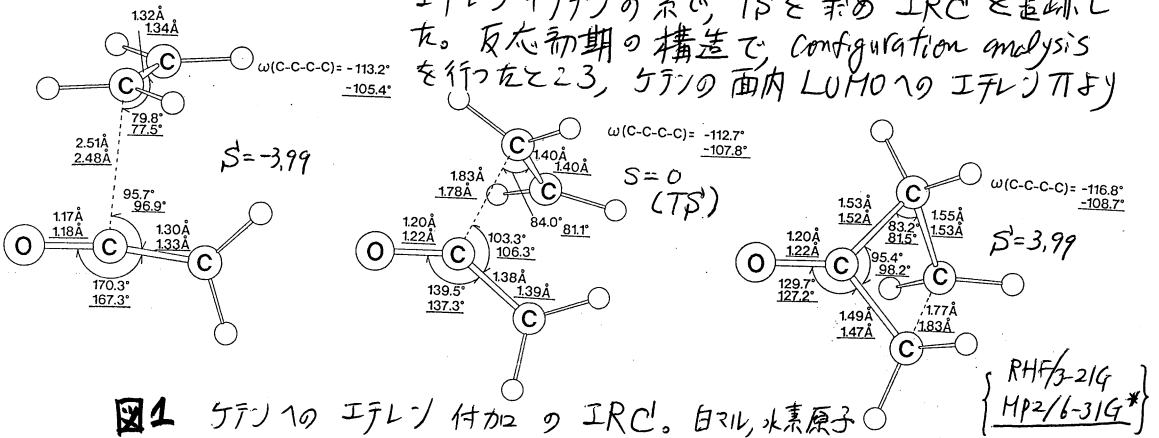 エチレン+ケテンの系で, TSを求め IRCを追跡し
た。反応初期の構造で, configuration analysis
を行ったところ, ケテンの面内 LUMOへの エチレンπより
1.32Å
1.34Å
ω(C-C-C-C)= -113.2°
-105.4°
C
C
79.8°
77.5°
2.51Å
2.48Å
S=-3.99
95.7°
96.9°
1.17Å
1.18Å
1.30Å
1.33Å
O
C
C
170.3°
167.3°
ω(C-C-C-C)= -112.7°
-107.8°
C
1.40Å
1.40Å
S=0
(TS)
1.83Å
1.78Å
C
84.0°
81.1°
1.20Å
1.22Å
103.3°
106.3°
O
C
1.38Å
1.39Å
139.5°
137.3°
C
ω(C-C-C-C)= -116.8°
-108.7°
C
1.53Å
1.52Å
1.55Å
1.53Å
83.2°
81.5°
S=3.99
1.20Å
1.22Å
95.4°
98.2°
O
C
C
129.7°
127.2°
1.77Å
1.83Å
1.49Å
1.47Å
C
RHF/3-21G
MP2/6-31G*
図1 ケテンへの エチレン 付加 の IRC。白マル, 水素原子